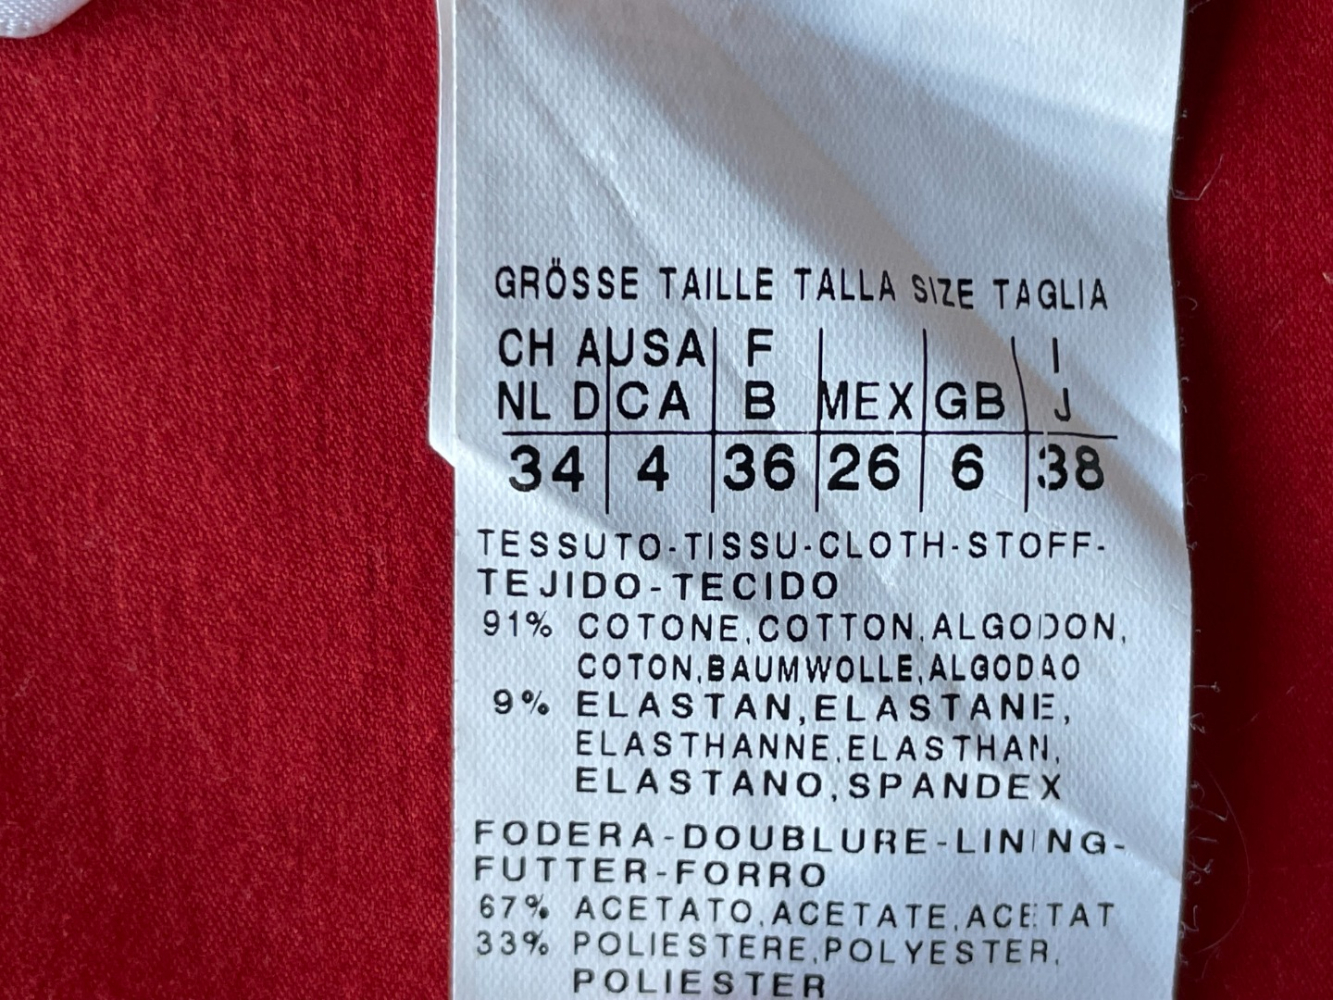 GRÖSSE TAILLE TALLA SIZE TAGLIA
CH A USA F I
NL D CA B MEX GB J
34 4 36 26 6 38
TESSUTO-TISSU-CLOTH-STOFF-
TEJIDO-TECIDO
91% COTONE,COTTON,ALGODON,
COTON,BAUMWOLLE,ALGODAO
9% ELASTAN,ELASTANE,
ELASTHANNE,ELASTHAN,
ELASTANO,SPANDEX
FODERA-DOUBLURE-LINING-
FUTTER-FORRO
67% ACETATO,ACETATE,ACETAT
33% POLIESTERE,POLYESTER,
POLIESTER